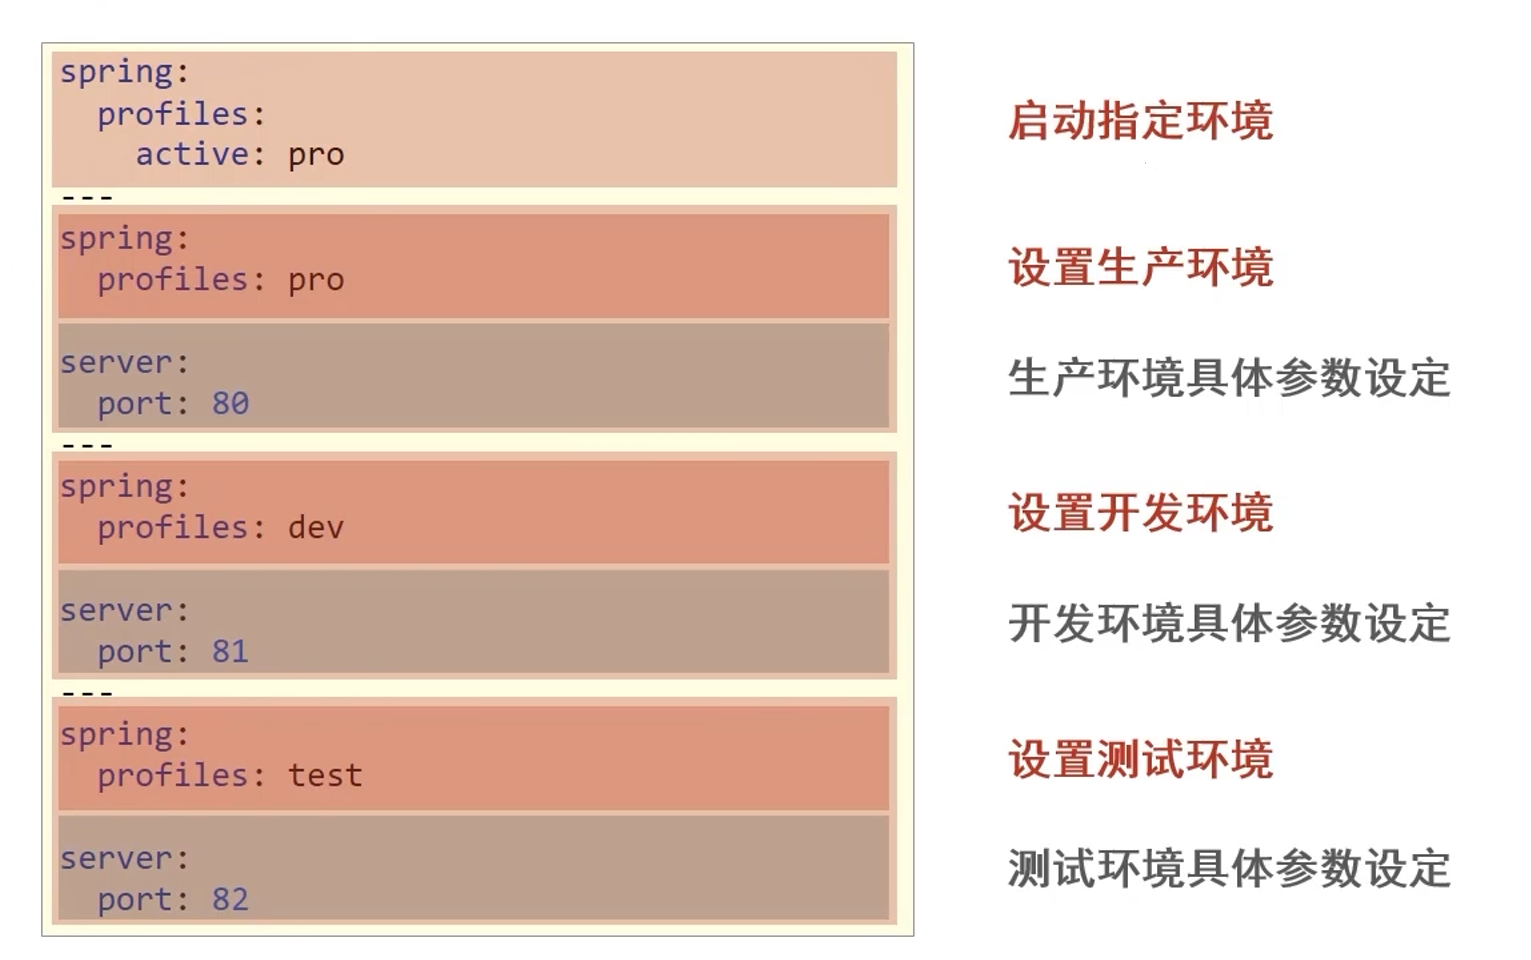 spring:
  profiles:
    active: pro
启动指定环境
---
spring:
  profiles: pro
设置生产环境
server:
  port: 80
生产环境具体参数设定
---
spring:
  profiles: dev
设置开发环境
server:
  port: 81
开发环境具体参数设定
---
spring:
  profiles: test
设置测试环境
server:
  port: 82
测试环境具体参数设定